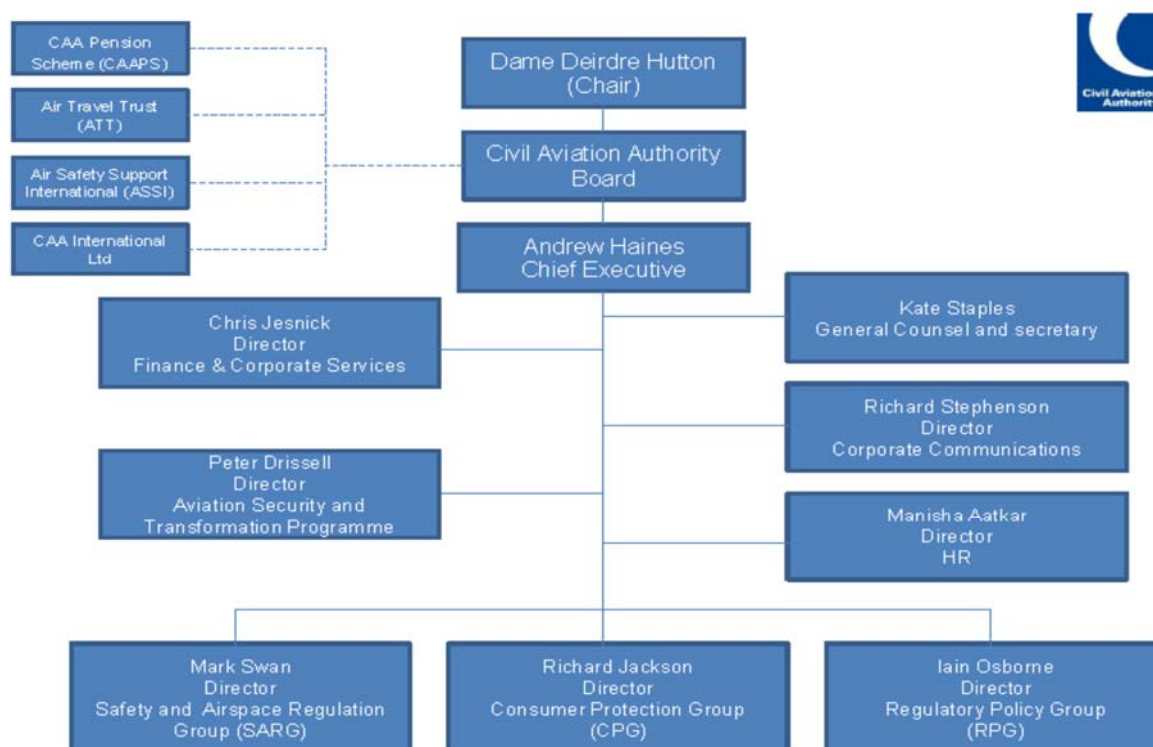 CAA Pension
Scheme (CAAPS)
Air Travel Trust
(ATT)
Air Safety Support
International (ASSI)
CAA International
Ltd
Dame Deirdre Hutton
(Chair)
Civil Aviation Authority
Board
Andrew Haines
Chief Executive
Civil Aviation
Authority
Chris Jesnick
Director
Finance & Corporate Services
Kate Staples
General Counsel and secretary
Richard Stephenson
Director
Corporate Communications
Peter Drissell
Director
Aviation Security and
Transformation Programme
Manisha Aatkar
Director
HR
Mark Swan
Director
Safety and Airspace Regulation
Group (SARG)
Richard Jackson
Director
Consumer Protection Group
(CPG)
Iain Osborne
Director
Regulatory Policy Group
(RPG)